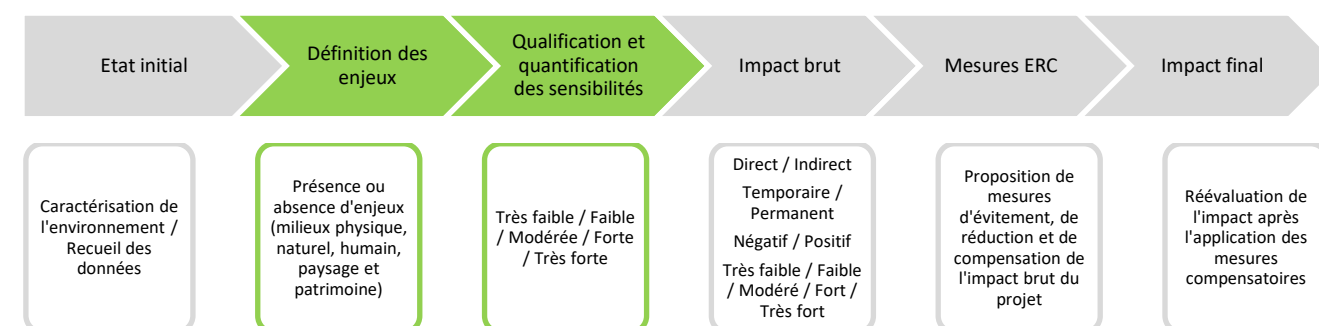 Etat initial
Définition des
enjeux
Qualification et
quantification
des sensibilités
Impact brut
Mesures ERC
Impact final
Caractérisation de
l'environnement /
Recueil des
données
Présence ou
absence d'enjeux
(milieux physique,
naturel, humain,
paysage et
patrimoine)
Très faible / Faible
/ Modérée / Forte
/ Très forte
Direct / Indirect
Temporaire /
Permanent
Négatif / Positif
Très faible / Faible
/ Modéré / Fort /
Très fort
Proposition de
mesures
d'évitement, de
réduction et de
compensation de
l'impact brut du
projet
Réévaluation de
l'impact après
l'application des
mesures
compensatoires